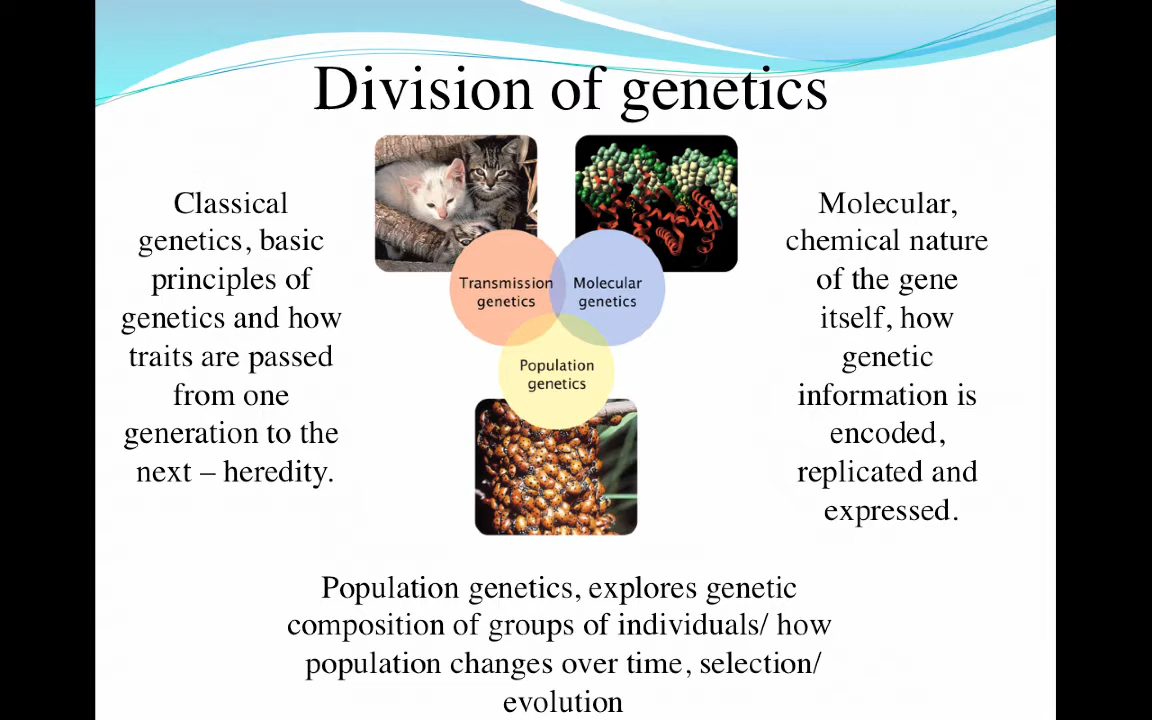 Division of genetics
Classical
genetics, basic
principles of
genetics and how
traits are passed
from one
generation to the
next – heredity.
Transmission
genetics
Molecular
genetics
Population
genetics
Molecular,
chemical nature
of the gene
itself, how
genetic
information is
encoded,
replicated and
expressed.
Population genetics, explores genetic
composition of groups of individuals/ how
population changes over time, selection/
evolution